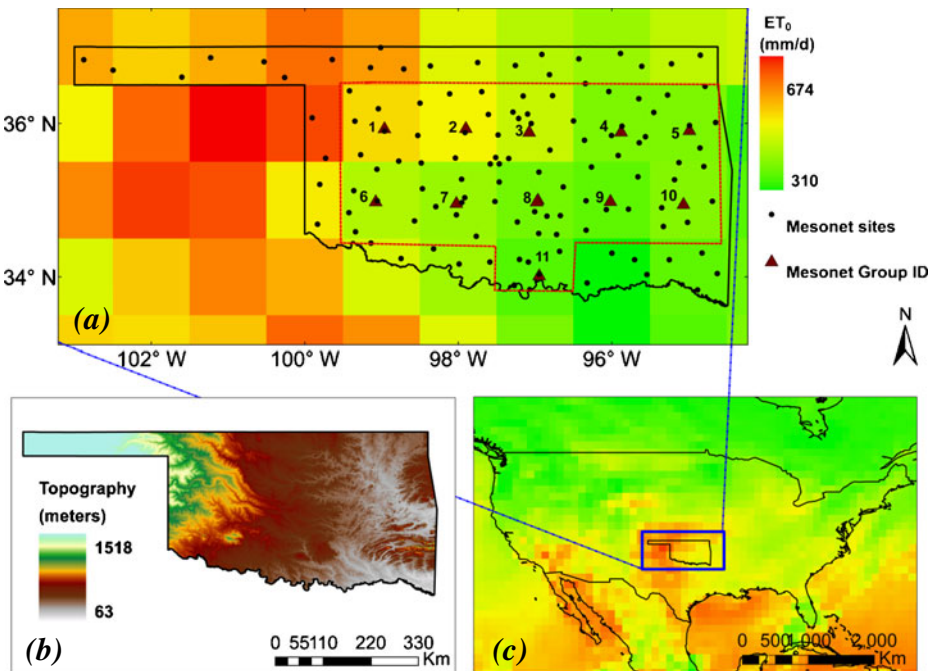 ET₀
(mm/d)
674
310
36° N
34° N
1
2
3
4
5
6
7
8
9
10
11
Mesonet sites
Mesonet Group ID
(a)
102° W
100° W
98° W
96° W
N
Topography
(meters)
1518
63
(b)
0 55110 220 330
Km
(c)
0 5001,000 2,000
Km